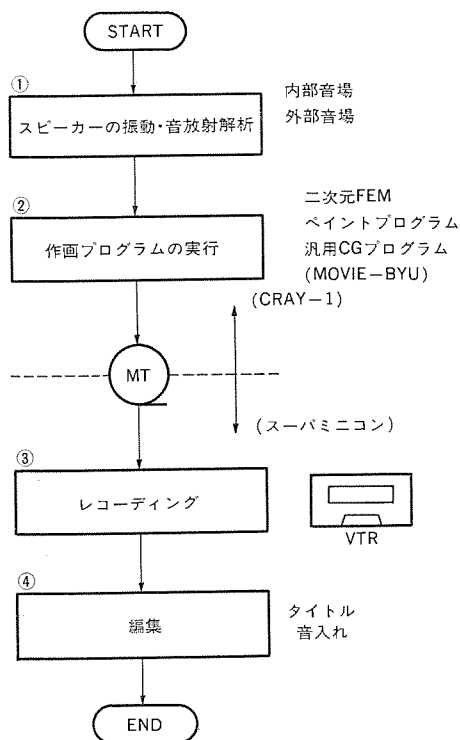 START
①
スピーカーの振動・音放射解析
内部音場
外部音場
②
作画プログラムの実行
二次元FEM
ペイントプログラム
汎用CGプログラム
(MOVIE−BYU)
(CRAY−1)
MT
(スーパミニコン)
③
レコーディング
VTR
④
編集
タイトル
音入れ
END